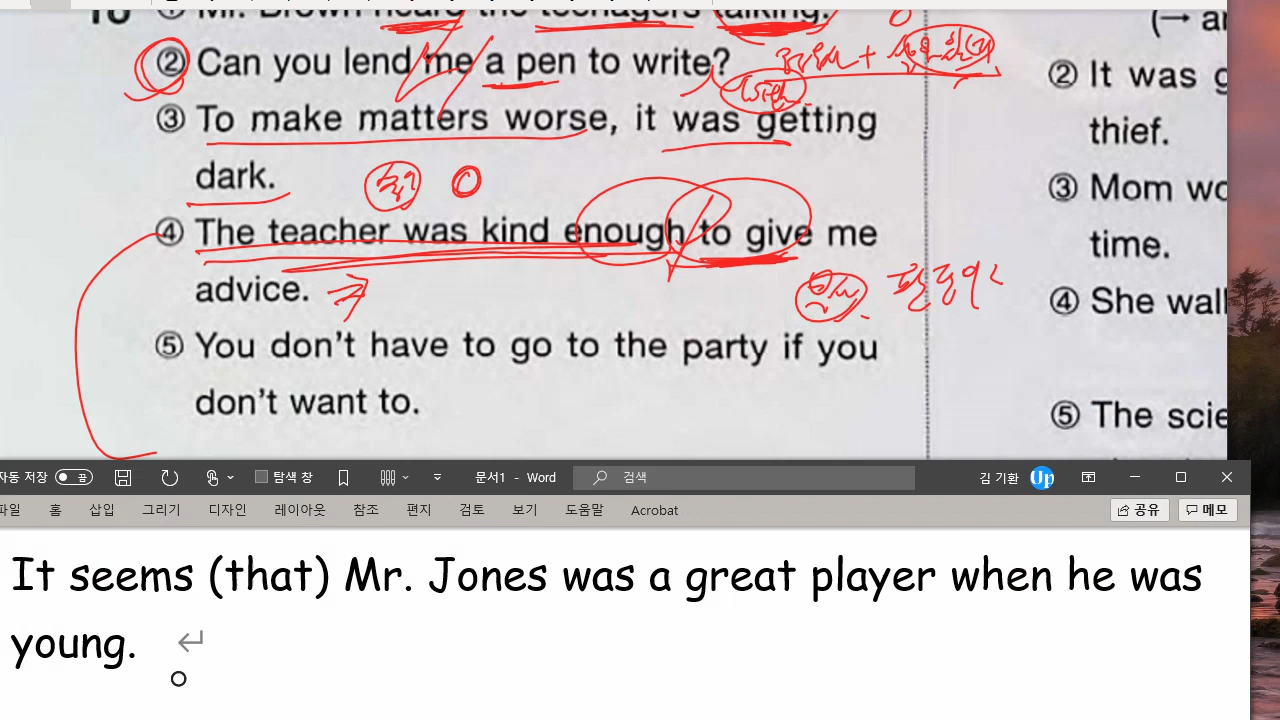 ① Mr. Brown heard the teenagers talking.
② Can you lend me a pen to write?
with
③ To make matters worse, it was getting
dark.
④ The teacher was kind enough to give me
advice.
⑤ You don't have to go to the party if you
don't want to.
(→
② It was g
thief.
③ Mom wo
time.
④ She wall
⑤ The scie
자동 저장 끔 탐색 창 문서1 - Word 검색 김 기환 Up
파일 홈 삽입 그리기 디자인 레이아웃 참조 편지 검토 보기 도움말 Acrobat 공유 메모
It seems (that) Mr. Jones was a great player when he was
young.